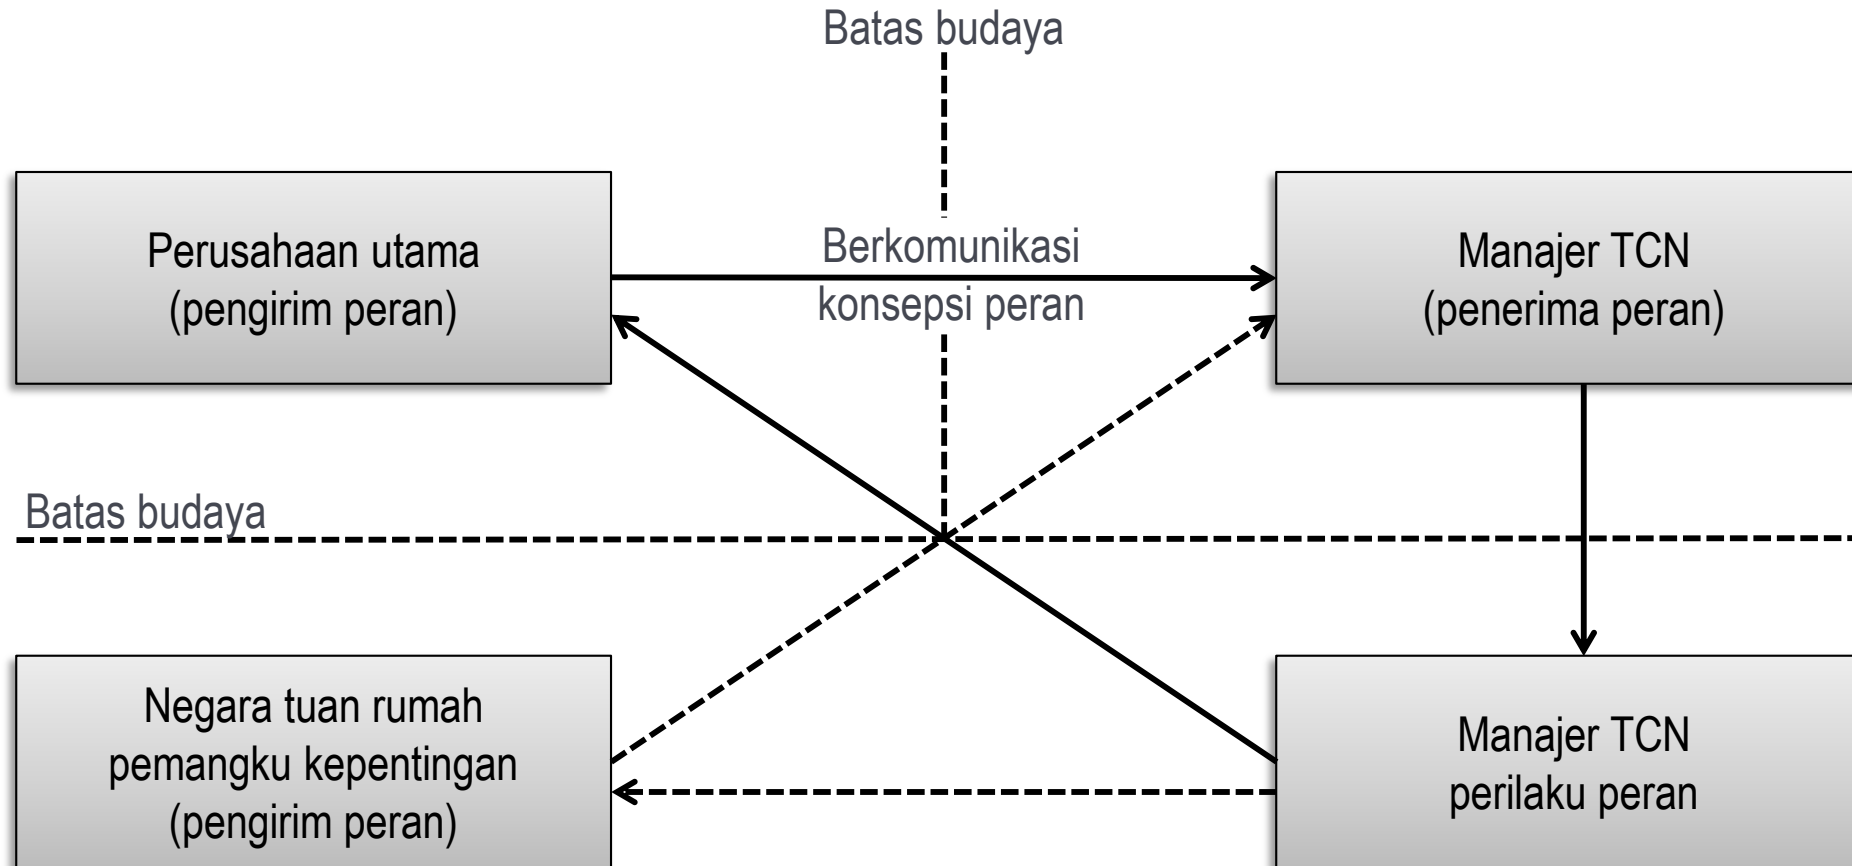 Batas budaya
Perusahaan utama
(pengirim peran)
Berkomunikasi
konsepsi peran
Manajer TCN
(penerima peran)
Batas budaya
Negara tuan rumah
pemangku kepentingan
(pengirim peran)
Manajer TCN
perilaku peran